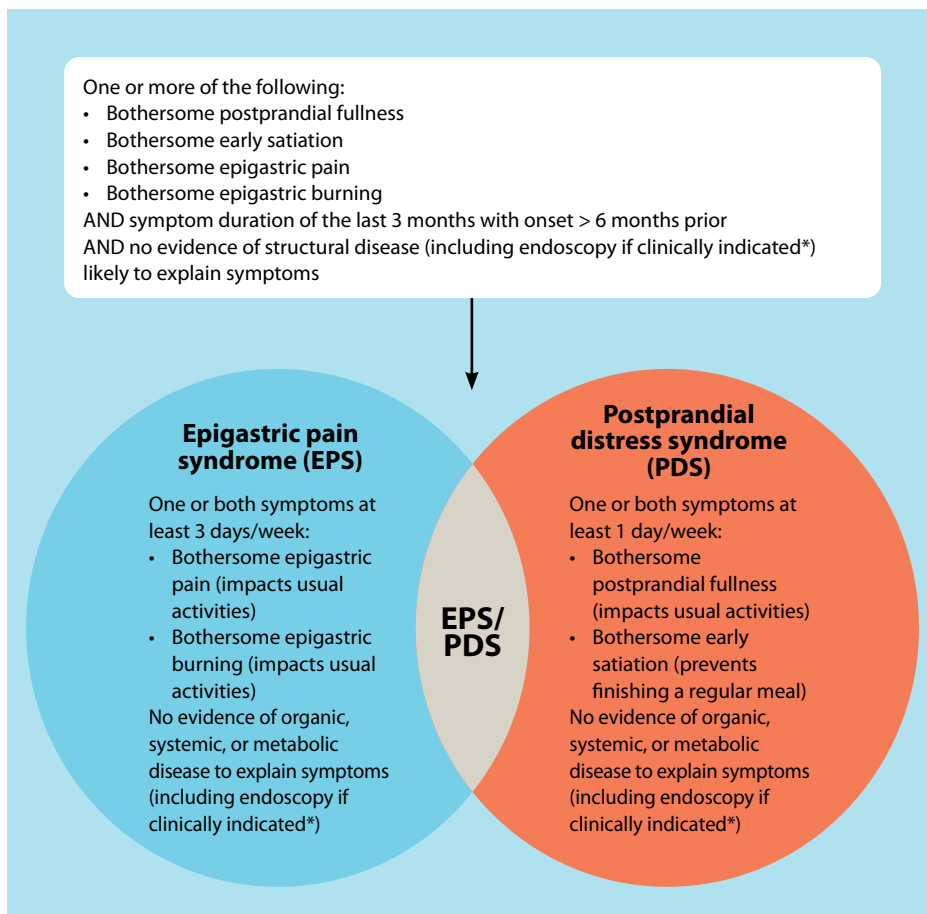 One or more of the following:
• Bothersome postprandial fullness
• Bothersome early satiation
• Bothersome epigastric pain
• Bothersome epigastric burning
AND symptom duration of the last 3 months with onset > 6 months prior
AND no evidence of structural disease (including endoscopy if clinically indicated*)
likely to explain symptoms
Epigastric pain
syndrome (EPS)
One or both symptoms at
least 3 days/week:
• Bothersome epigastric
pain (impacts usual
activities)
• Bothersome epigastric
burning (impacts usual
activities)
No evidence of organic,
systemic, or metabolic
disease to explain symptoms
(including endoscopy if
clinically indicated*)
EPS/
PDS
Postprandial
distress syndrome
(PDS)
One or both symptoms at
least 1 day/week:
• Bothersome
postprandial fullness
(impacts usual activities)
• Bothersome early
satiation (prevents
finishing a regular meal)
No evidence of organic,
systemic, or metabolic
disease to explain symptoms
(including endoscopy if
clinically indicated*)